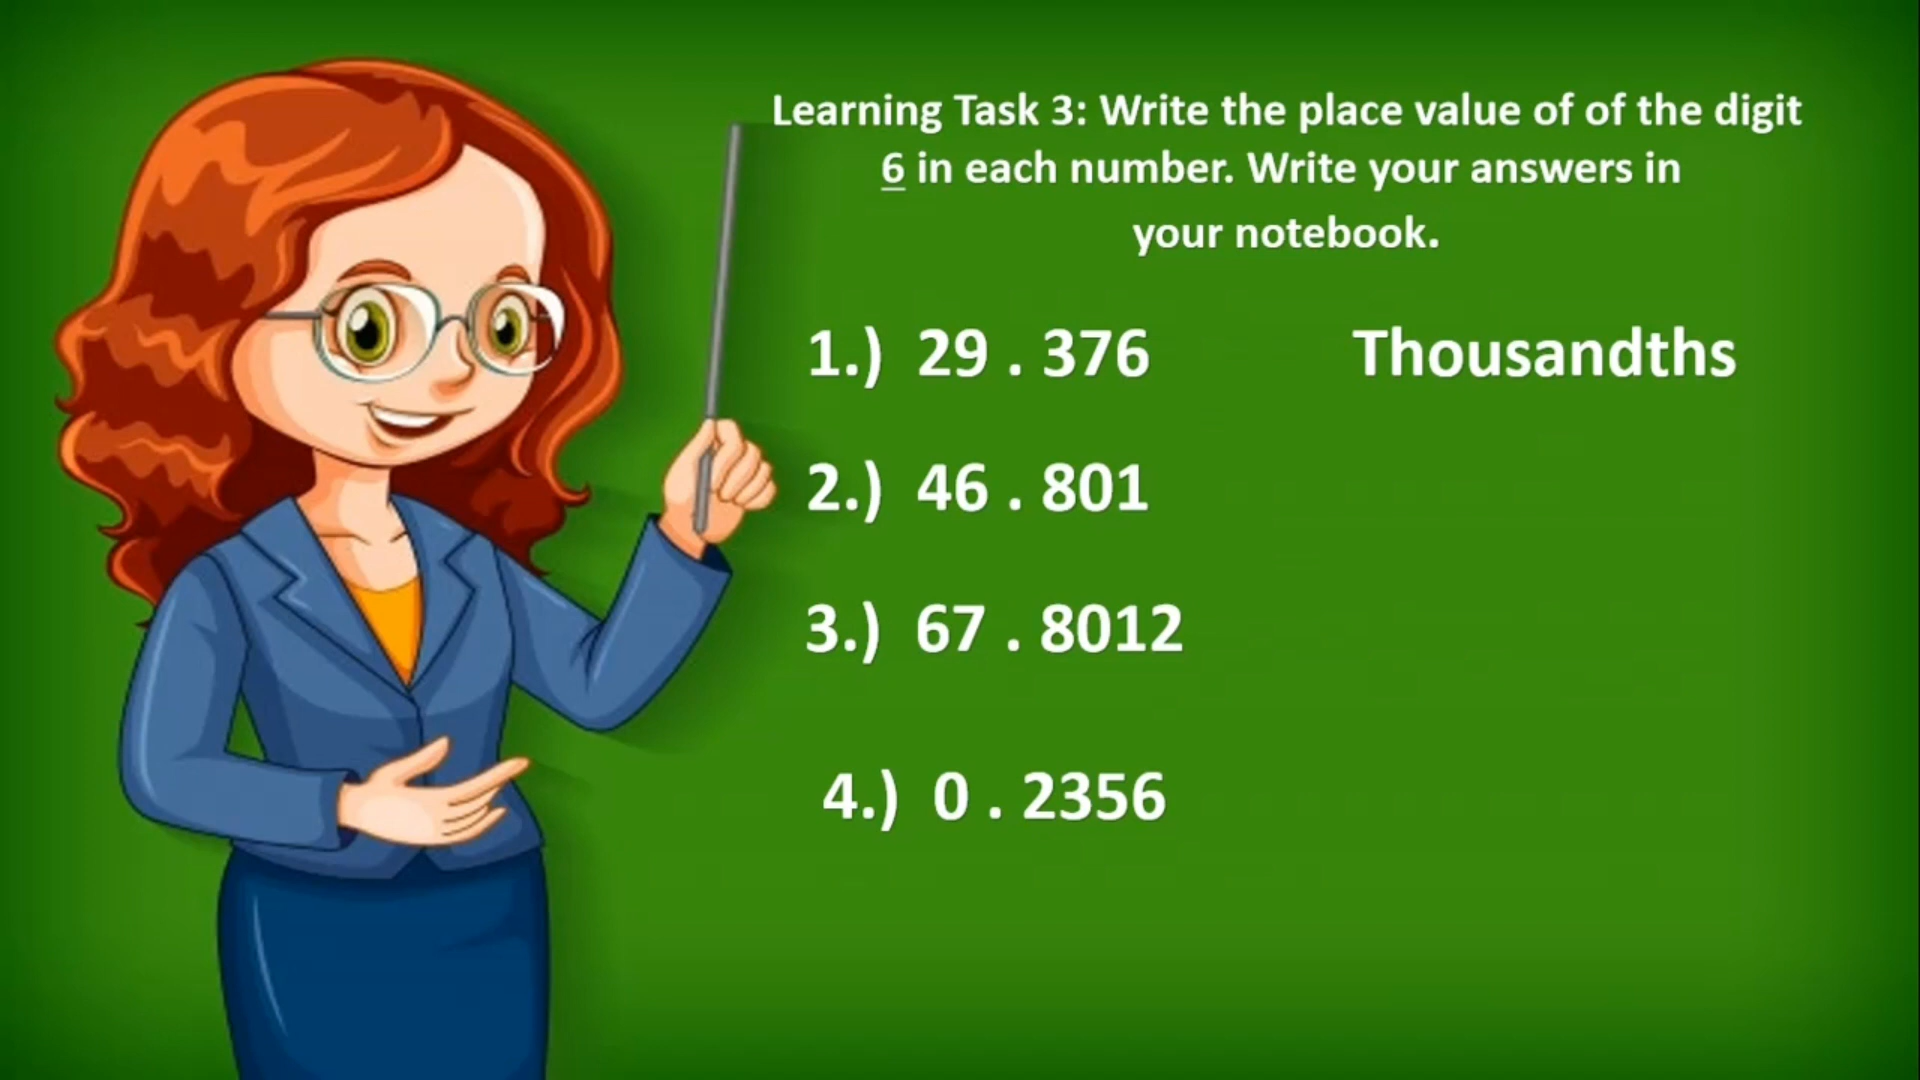 Learning Task 3: Write the place value of of the digit
6 in each number. Write your answers in
your notebook.
1.) 29 . 376 Thousandths
2.) 46 . 801
3.) 67 . 8012
4.) 0 . 2356